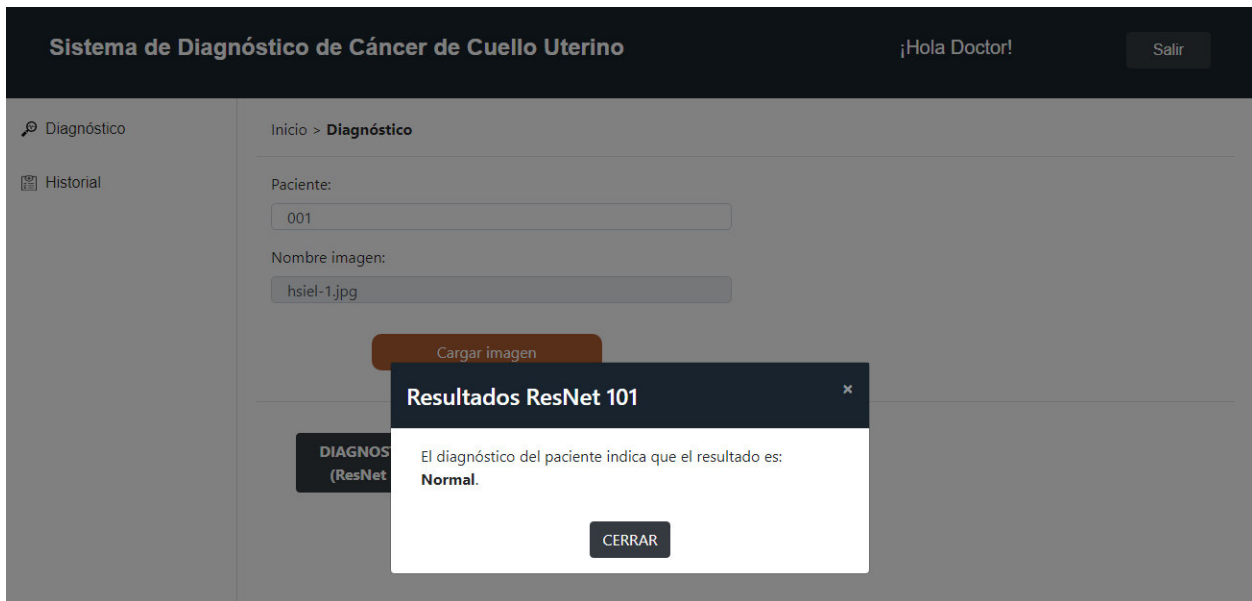 Sistema de Diagnóstico de Cáncer de Cuello Uterino
¡Hola Doctor!
Salir
Diagnóstico
Historial
Inicio > Diagnóstico
Paciente:
001
Nombre imagen:
hsiel-1.jpg
Cargar imagen
DIAGNOS
(ResNet
Resultados ResNet 101
×
El diagnóstico del paciente indica que el resultado es:
Normal.
CERRAR